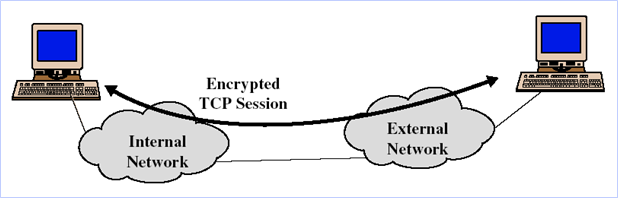 Encrypted
TCP Session
Internal
Network
External
Network